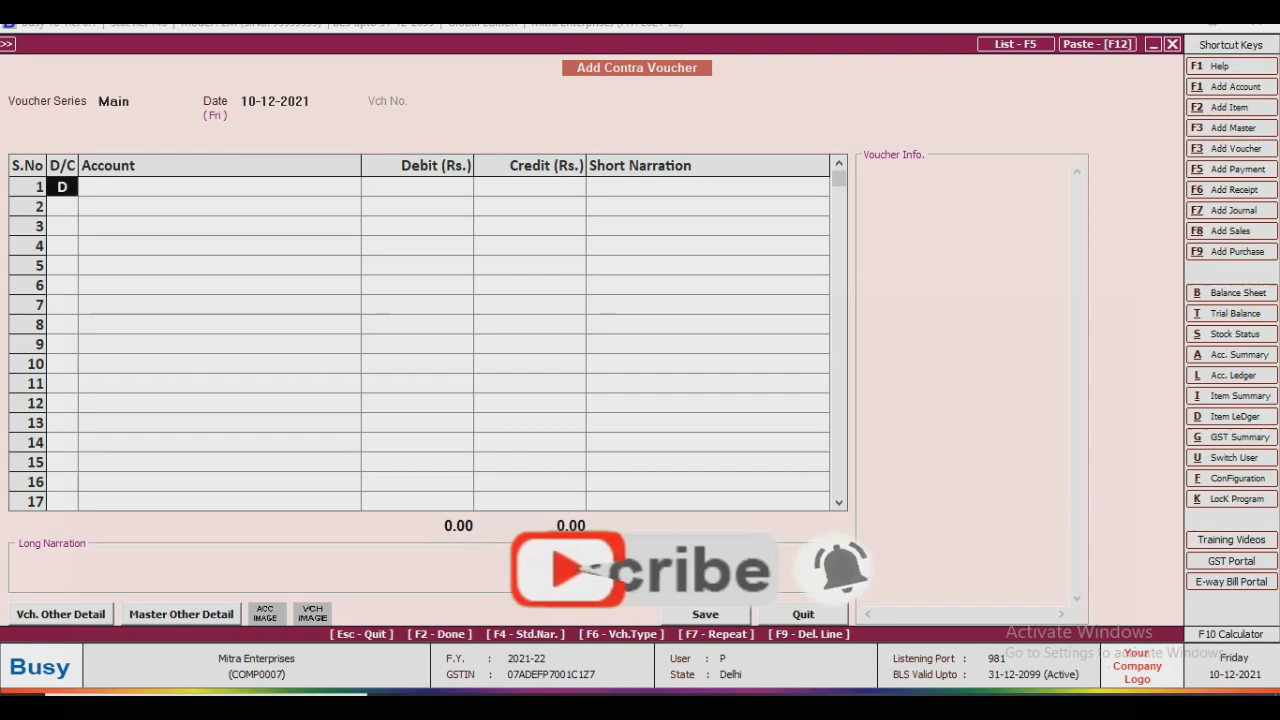 >> List - F5 Paste - [F12] Shortcut Keys
Add Contra Voucher
F1 Help
Voucher Series Main Date 10-12-2021 Vch No.
(Fri)
F1 Add Account
F2 Add Item
F3 Add Master
F3 Add Voucher
F5 Add Payment
F6 Add Receipt
F7 Add Journal
F8 Add Sales
F9 Add Purchase
B Balance Sheet
T Trial Balance
S Stock Status
A Acc. Summary
L Acc. Ledger
I Item Summary
D Item LeDger
G GST Summary
U Switch User
F ConFiguration
K LocK Program
Training Videos
GST Portal
E-way Bill Portal
F10 Calculator
S.No D/C Account Debit (Rs.) Credit (Rs.) Short Narration
1 D
2
3
4
5
6
7
8
9
10
11
12
13
14
15
16
17
Voucher Info.
0.00 0.00
Long Narration
cribe
Vch. Other Detail Master Other Detail ACC IMAGE VCH IMAGE Save Quit
[ Esc - Quit ] [ F2 - Done ] [ F4 - Std.Nar. ] [ F6 - Vch.Type ] [ F7 - Repeat ] [ F9 - Del. Line ]
Activate Windows
Go to Settings to activate Windows.
Busy
Mitra Enterprises
(COMP0007)
F.Y. : 2021-22
GSTIN : 07ADEFP7001C1Z7
User : P
State : Delhi
Listening Port : 981
BLS Valid Upto : 31-12-2099 (Active)
Your
Company
Logo
Friday
10-12-2021